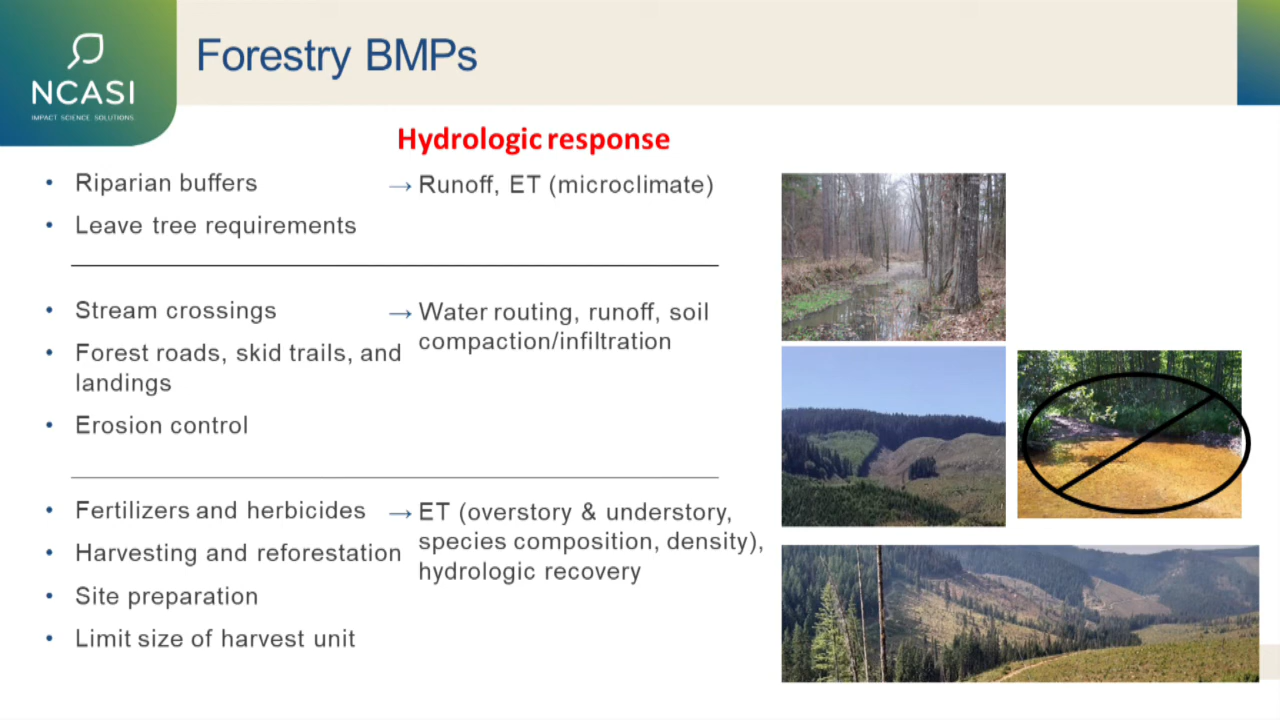 NCASI
IMPACT SCIENCE SOLUTIONS
Forestry BMPs
Hydrologic response
• Riparian buffers
→ Runoff, ET (microclimate)
• Leave tree requirements
• Stream crossings
→ Water routing, runoff, soil
compaction/infiltration
• Forest roads, skid trails, and
landings
• Erosion control
• Fertilizers and herbicides
→ ET (overstory & understory,
species composition, density),
hydrologic recovery
• Harvesting and reforestation
• Site preparation
• Limit size of harvest unit